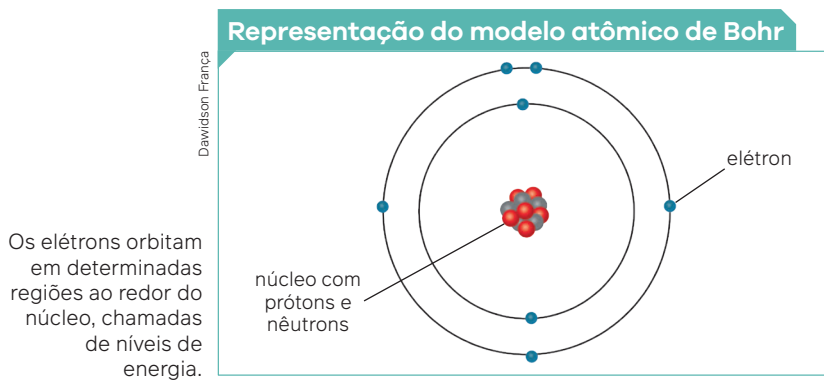 Representação do modelo atômico de Bohr
Dawidson França
elétron
núcleo com
prótons e
nêutrons
Os elétrons orbitam
em determinadas
regiões ao redor do
núcleo, chamadas
de níveis de
energia.